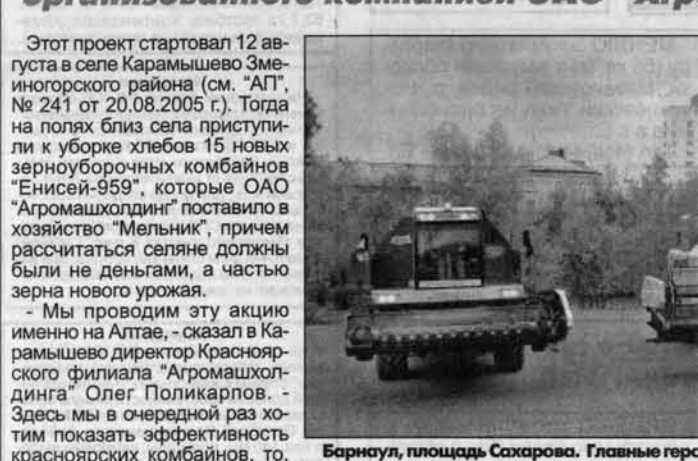 организованного компанией ОАО "Агр
Этот проект стартовал 12 ав-
густа в селе Карамышево Зме-
иногорского района (см. "АП",
№ 241 от 20.08.2005 г.). Тогда
на полях близ села приступи-
ли к уборке хлебов 15 новых
зерноуборочных комбайнов
"Енисей-959", которые ОАО
"Агромашхолдинг" поставило в
хозяйство "Мельник", причем
рассчитаться селяне должны
были не деньгами, а частью
зерна нового урожая.
- Мы проводим эту акцию
именно на Алтае, - сказал в Ка-
рамышево директор Краснояр-
ского филиала "Агромашхол-
динга" Олег Поликарпов. -
Здесь мы в очередной раз хо-
тим показать эффективность
красноярских комбайнов, то,
Барнаул, площадь Сахарова. Главные геро